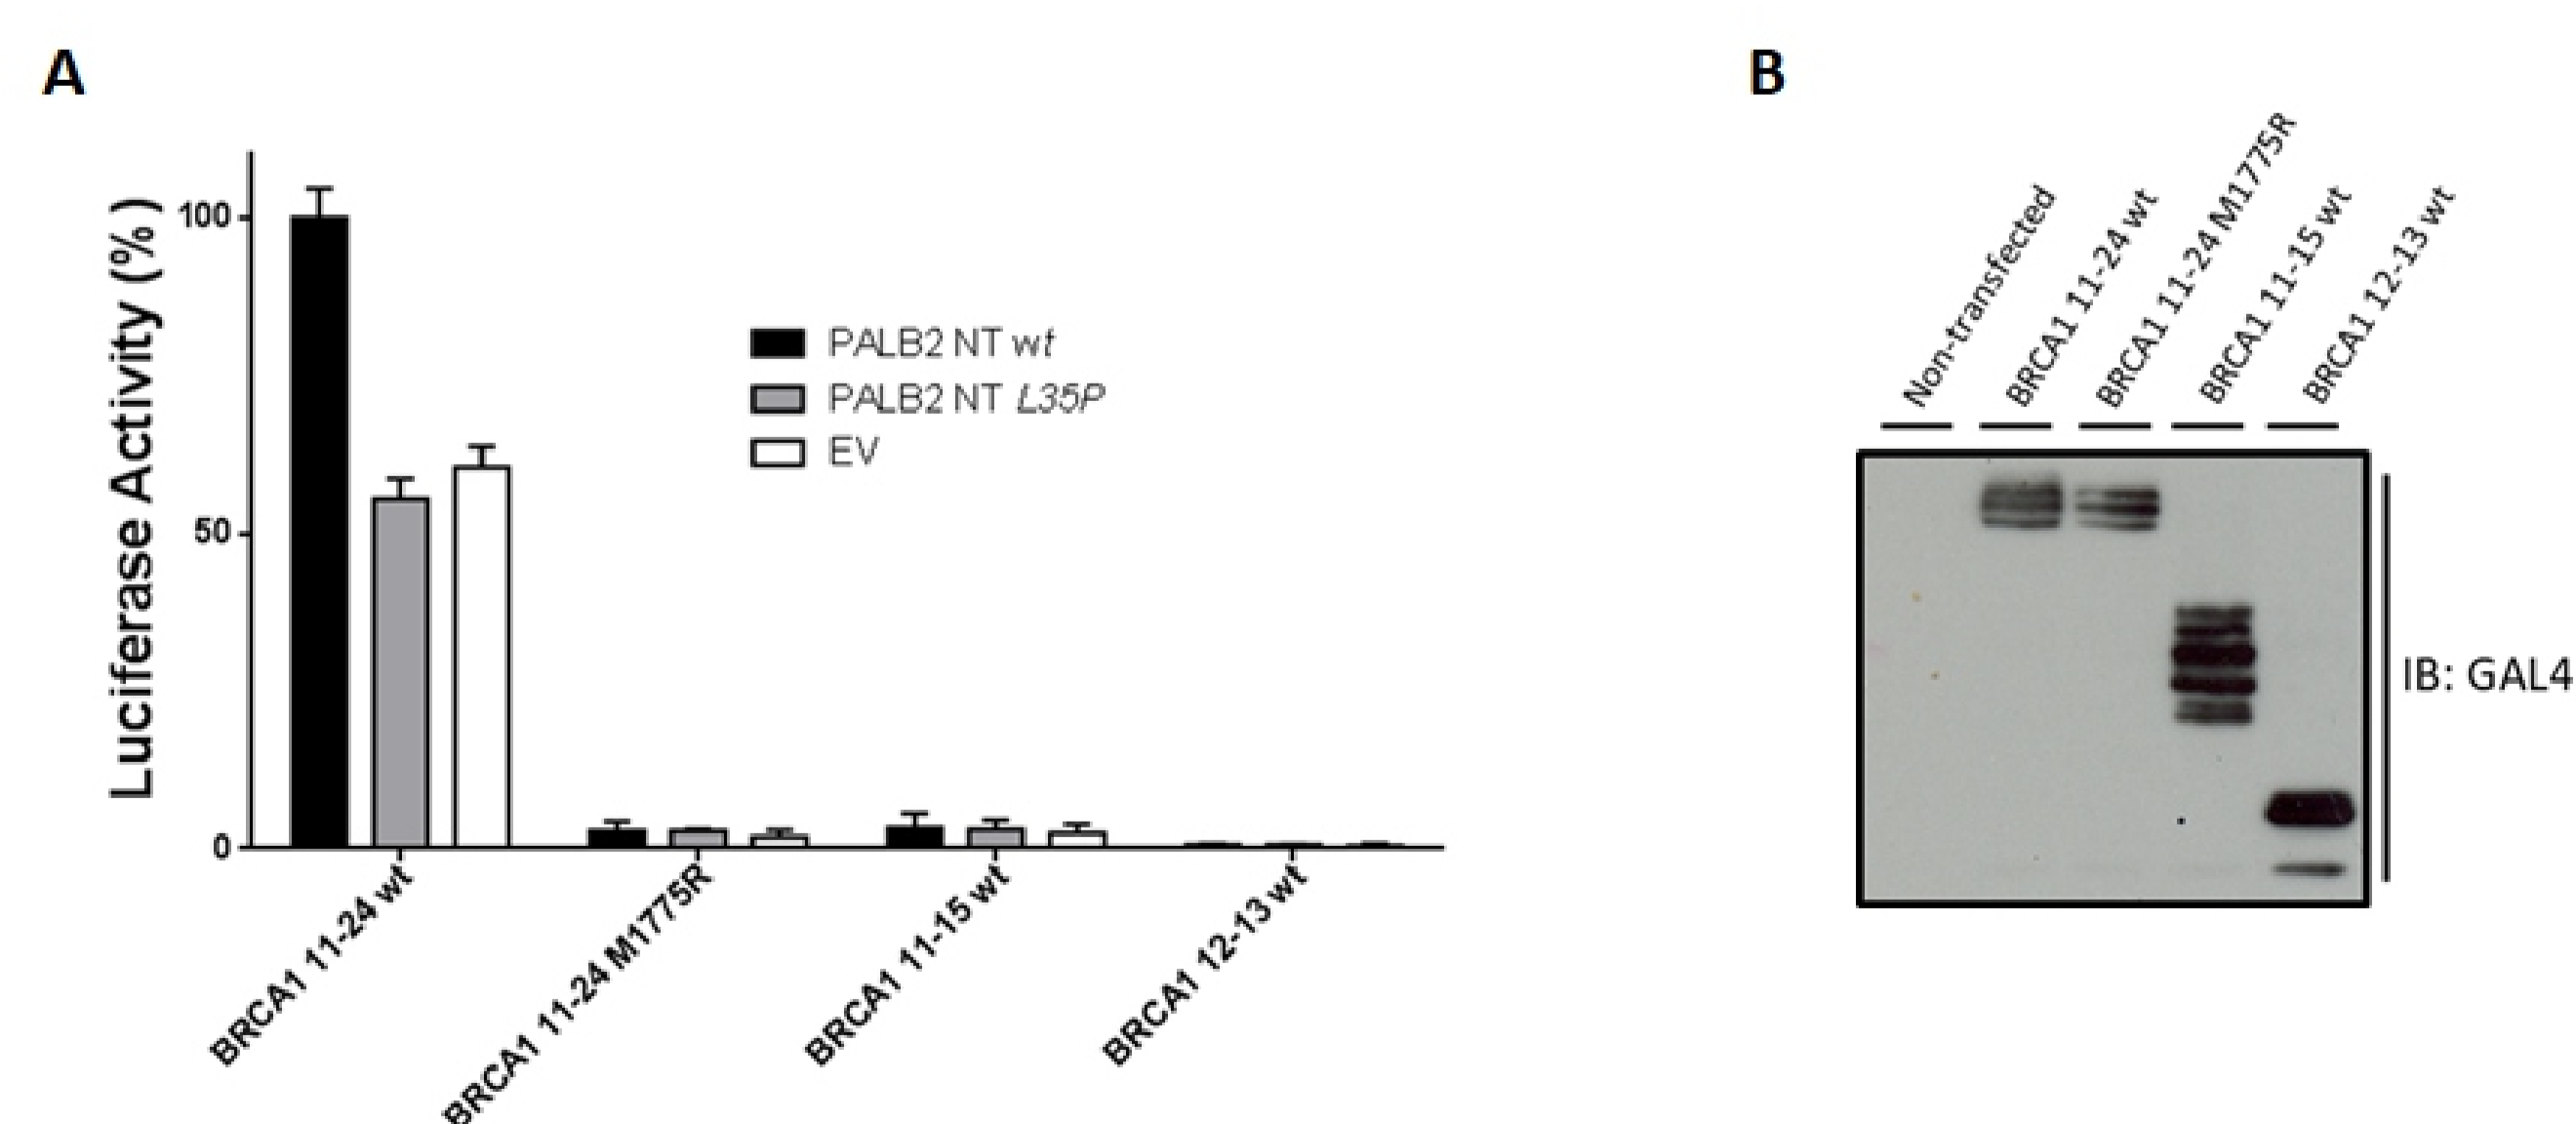 A
Luciferase Activity (%)
100
50
0
PALB2 NT wt
PALB2 NT L35P
EV
BRCA1 11-24 wt
BRCA1 11-24 M1775R
BRCA1 11-15 wt
BRCA1 12-13 wt
B
Non-transfected
BRCA1 11-24 wt
BRCA1 11-24 M1775R
BRCA1 11-15 wt
BRCA1 12-13 wt
IB: GAL4